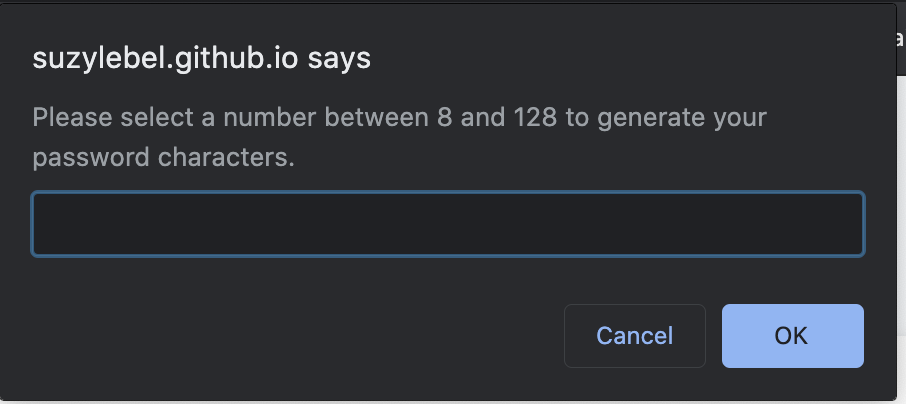 suzylebel.github.io says
Please select a number between 8 and 128 to generate your
password characters.
Cancel
OK